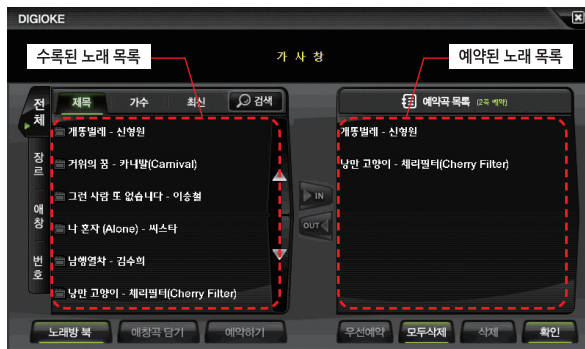 DIGIOKE
수록된 노래 목록
가 사 창
예약된 노래 목록
전체
장르
애창
번호
제목 가수 최신 검색
개똥벌레 - 신형원
거위의 꿈 - 카니발(Carnival)
그런 사람 또 없습니다 - 이승철
나 혼자 (Alone) - 씨스타
남행열차 - 김수희
낭만 고양이 - 체리필터(Cherry Filter)
IN
OUT
예약곡 목록 (2곡 예약)
개똥벌레 - 신형원
낭만 고양이 - 체리필터(Cherry Filter)
노래방 북 애창곡 담기 예약하기
우선예약 모두삭제 삭제 확인